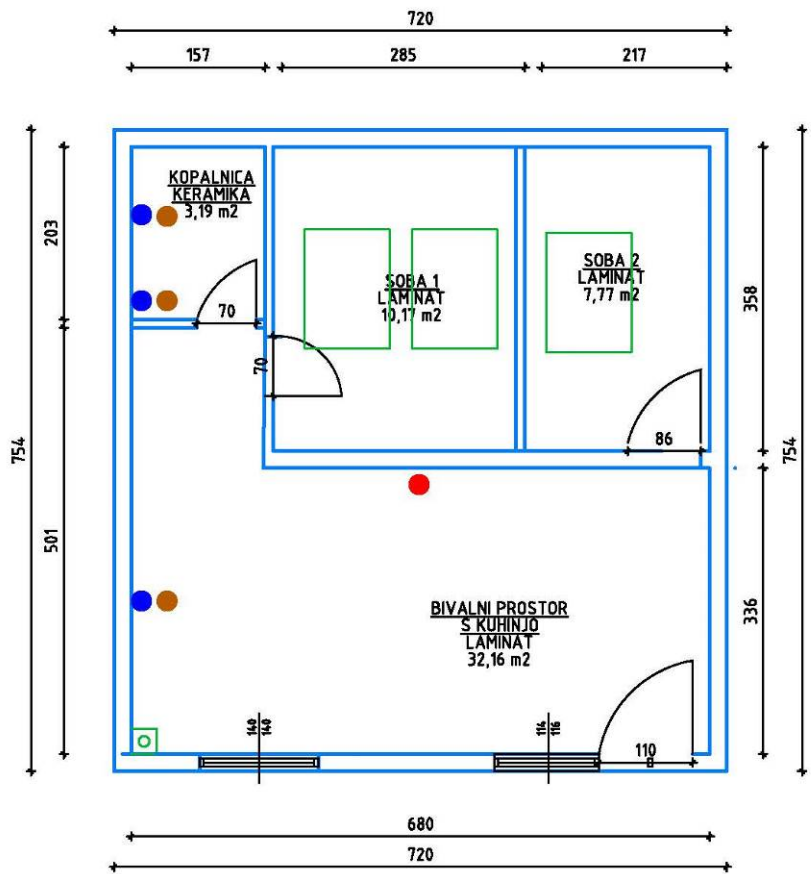 720
157 285 217
KOPALNICA
KERAMIKA
3,19 m2
203
SOBA 1
LAMINAT
10,17 m2
SOBA 2
LAMINAT
7,77 m2
358
70
70
86
754
754
501
336
BIVALNI PROSTOR
S KUHINJO
LAMINAT
32,16 m2
140
140
114
116
110
680
720